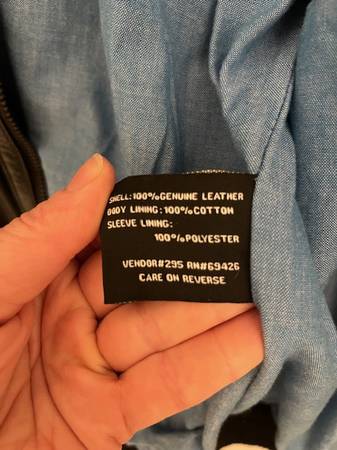 SHELL:100%GENUINE LEATHER
BODY LINING:100%COTTON
SLEEVE LINING:
100%POLYESTER
VENDOR#295 RN#69426
CARE ON REVERSE